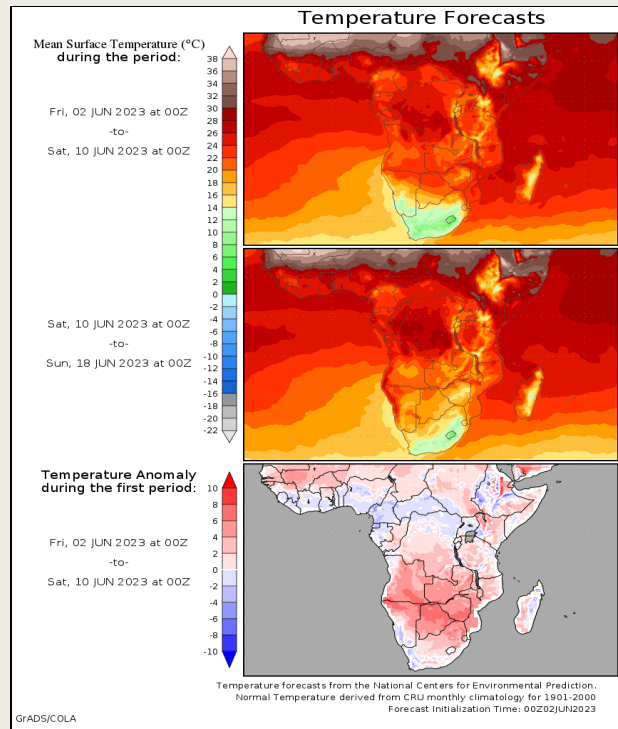 Temperature Forecasts
Mean Surface Temperature (°C)
during the period:
Fri, 02 JUN 2023 at 00Z
-to-
Sat, 10 JUN 2023 at 00Z
38
36
34
32
30
28
26
24
22
20
18
16
14
12
10
8
6
4
2
0
-2
-4
-6
-8
-10
-12
-14
-16
-18
-20
-22
Sat, 10 JUN 2023 at 00Z
-to-
Sun, 18 JUN 2023 at 00Z
Temperature Anomaly
during the first period:
Fri, 02 JUN 2023 at 00Z
-to-
Sat, 10 JUN 2023 at 00Z
10
8
6
4
2
0
-2
-4
-6
-8
-10
Temperature forecasts from the National Centers for Environmental Prediction.
Normal Temperature derived from CRU monthly climatology for 1901-2000
Forecast Initialization Time: 00Z02JUN2023
GrADS/COLA